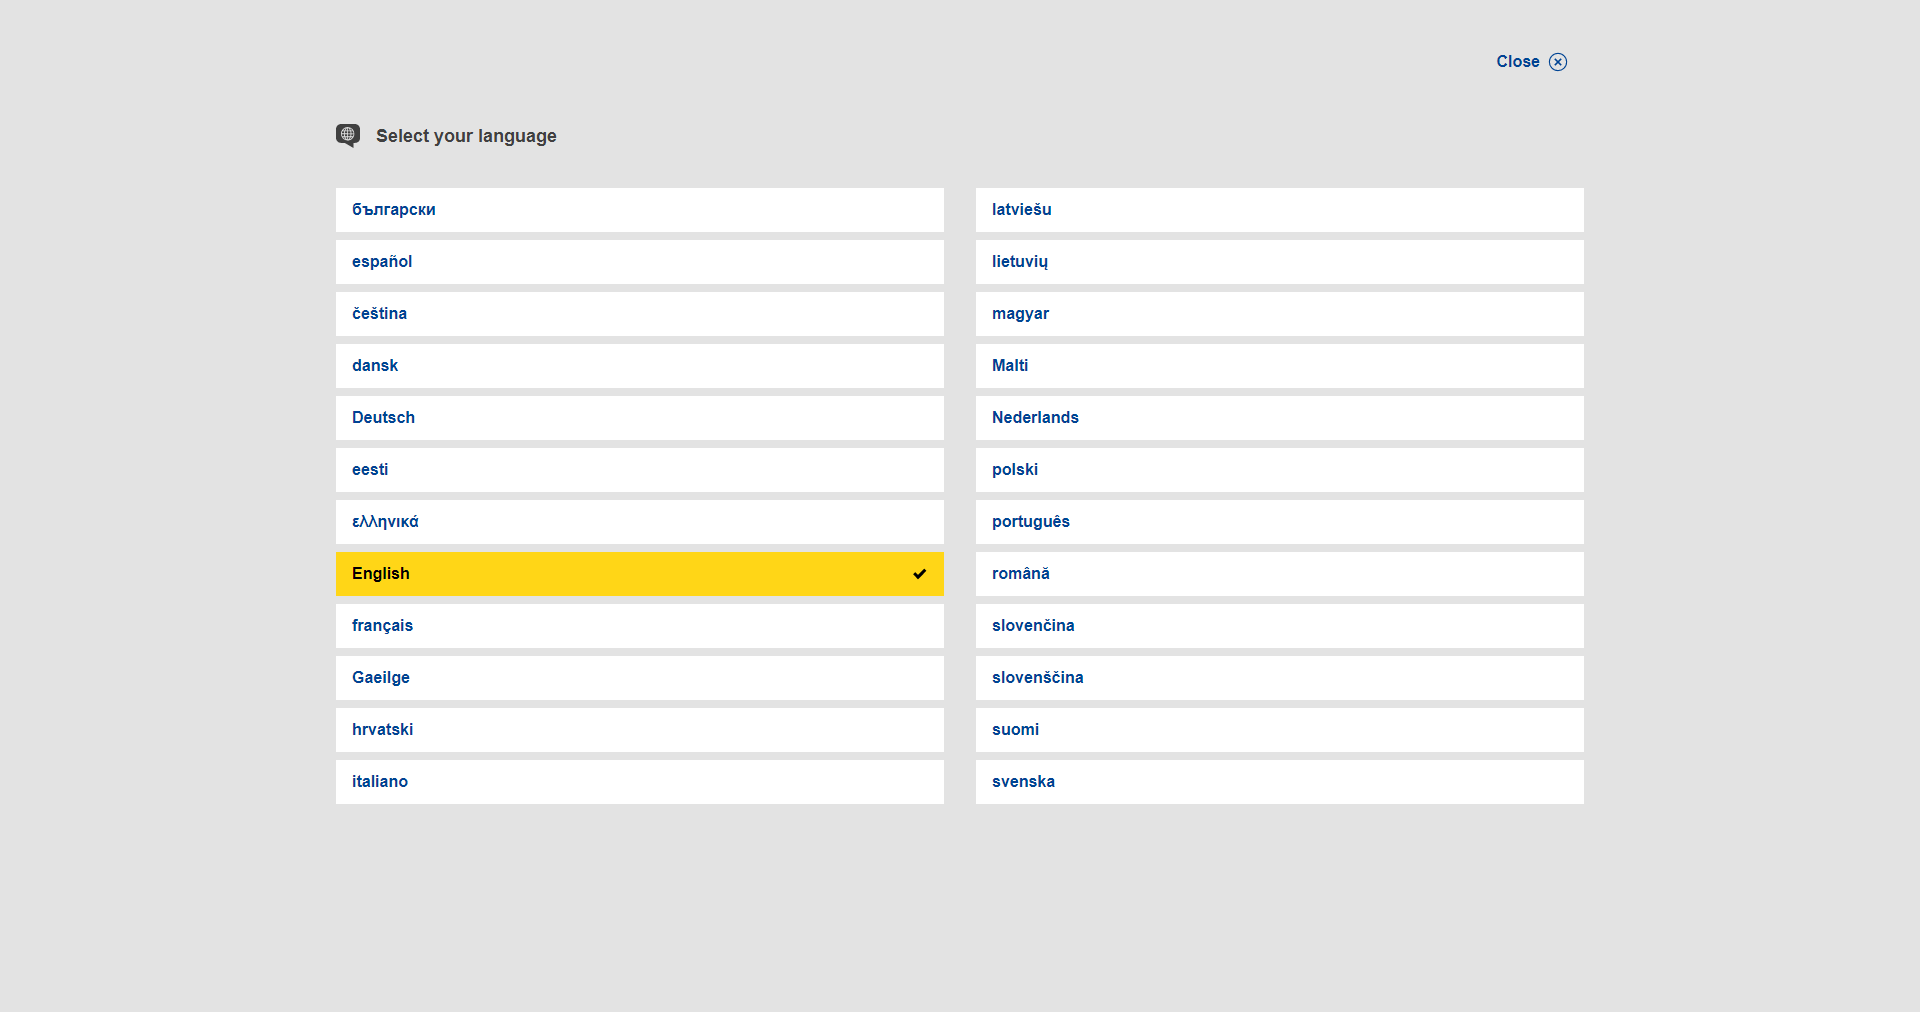 Close
Select your language
български
español
čeština
dansk
Deutsch
eesti
ελληνικά
English
français
Gaeilge
hrvatski
italiano
latviešu
lietuvių
magyar
Malti
Nederlands
polski
português
română
slovenčina
slovenščina
suomi
svenska